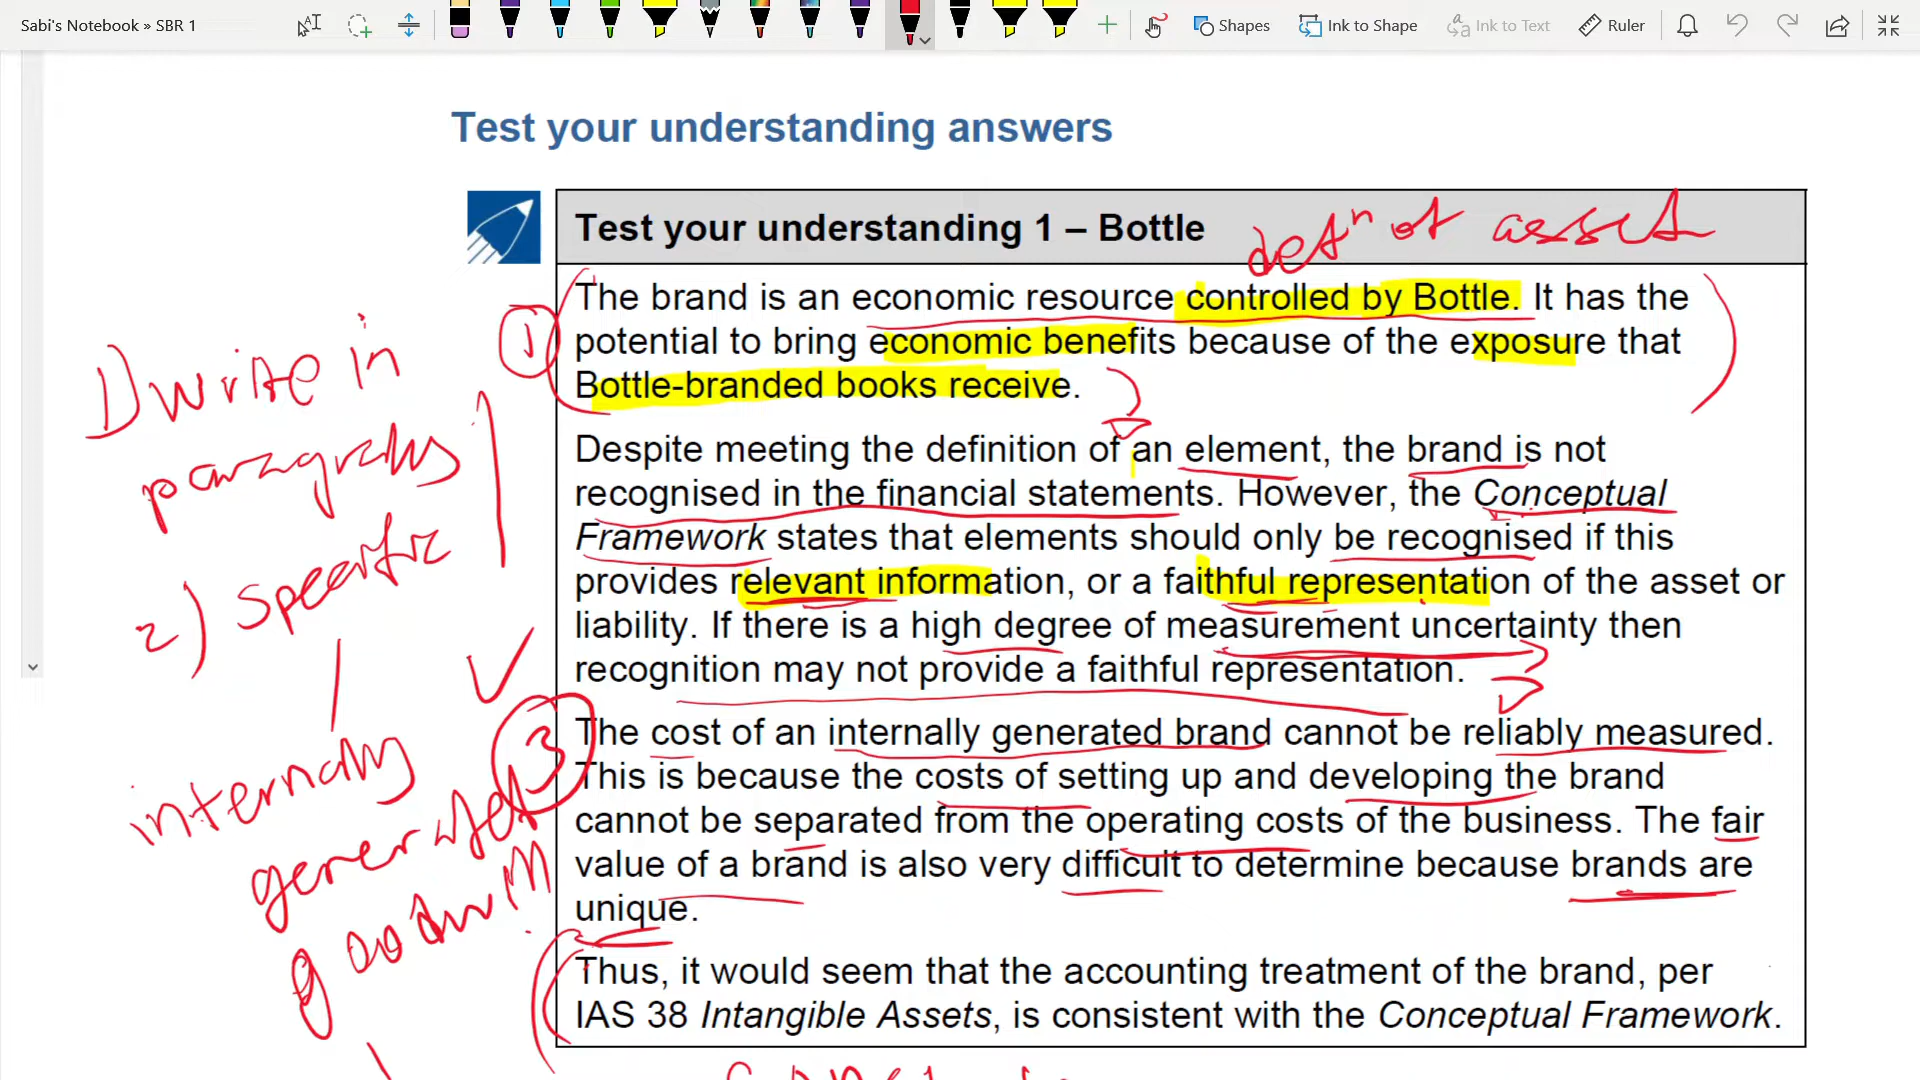 Sabi's Notebook » SBR 1
Shapes
Ink to Shape
Ink to Text
Ruler
Test your understanding answers
Test your understanding 1 – Bottle
defn of asset
1
The brand is an economic resource controlled by Bottle. It has the
potential to bring economic benefits because of the exposure that
Bottle-branded books receive.
Despite meeting the definition of an element, the brand is not
recognised in the financial statements. However, the Conceptual
Framework states that elements should only be recognised if this
provides relevant information, or a faithful representation of the asset or
liability. If there is a high degree of measurement uncertainty then
recognition may not provide a faithful representation.
3
The cost of an internally generated brand cannot be reliably measured.
This is because the costs of setting up and developing the brand
cannot be separated from the operating costs of the business. The fair
value of a brand is also very difficult to determine because brands are
unique.
Thus, it would seem that the accounting treatment of the brand, per
IAS 38 Intangible Assets, is consistent with the Conceptual Framework.
1) write in
paragraphs
2) specific
internally
generated
goodwill